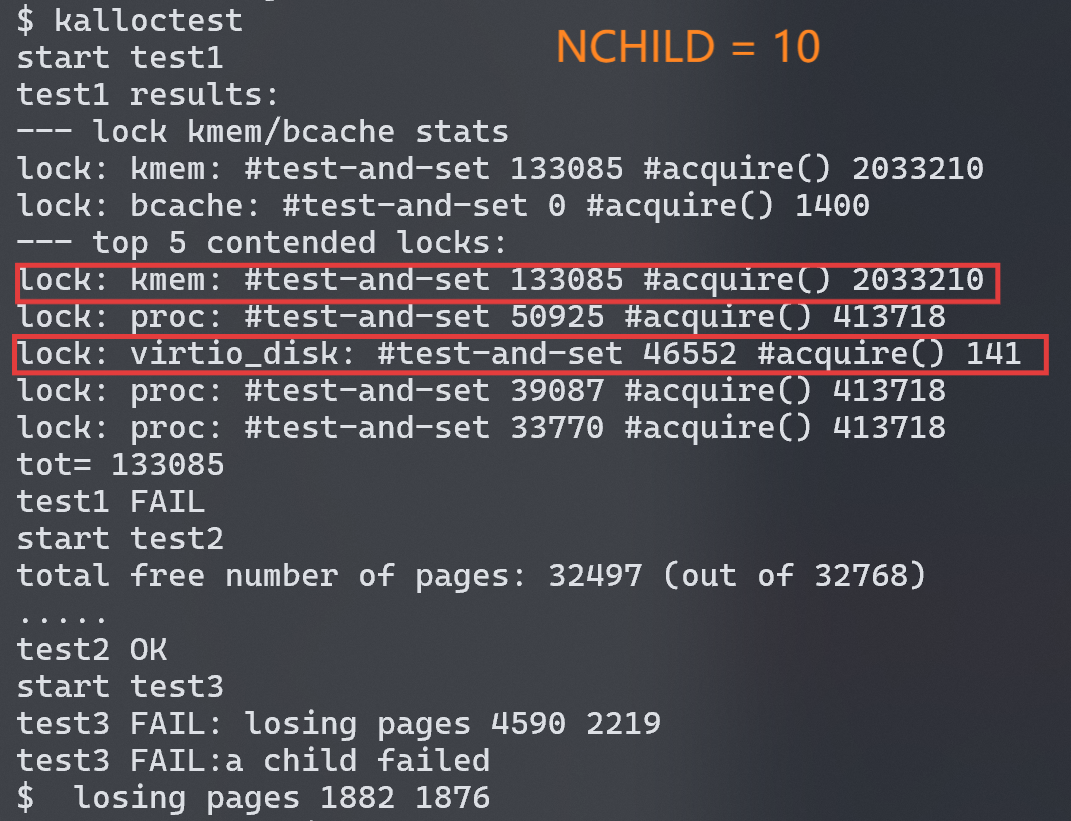 $ kalloctest
NCHILD = 10
start test1
test1 results:
--- lock kmem/bcache stats
lock: kmem: #test-and-set 133085 #acquire() 2033210
lock: bcache: #test-and-set 0 #acquire() 1400
--- top 5 contended locks:
lock: kmem: #test-and-set 133085 #acquire() 2033210
lock: proc: #test-and-set 50925 #acquire() 413718
lock: virtio_disk: #test-and-set 46552 #acquire() 141
lock: proc: #test-and-set 39087 #acquire() 413718
lock: proc: #test-and-set 33770 #acquire() 413718
tot= 133085
test1 FAIL
start test2
total free number of pages: 32497 (out of 32768)
.....
test2 OK
start test3
test3 FAIL: losing pages 4590 2219
test3 FAIL:a child failed
$  losing pages 1882 1876